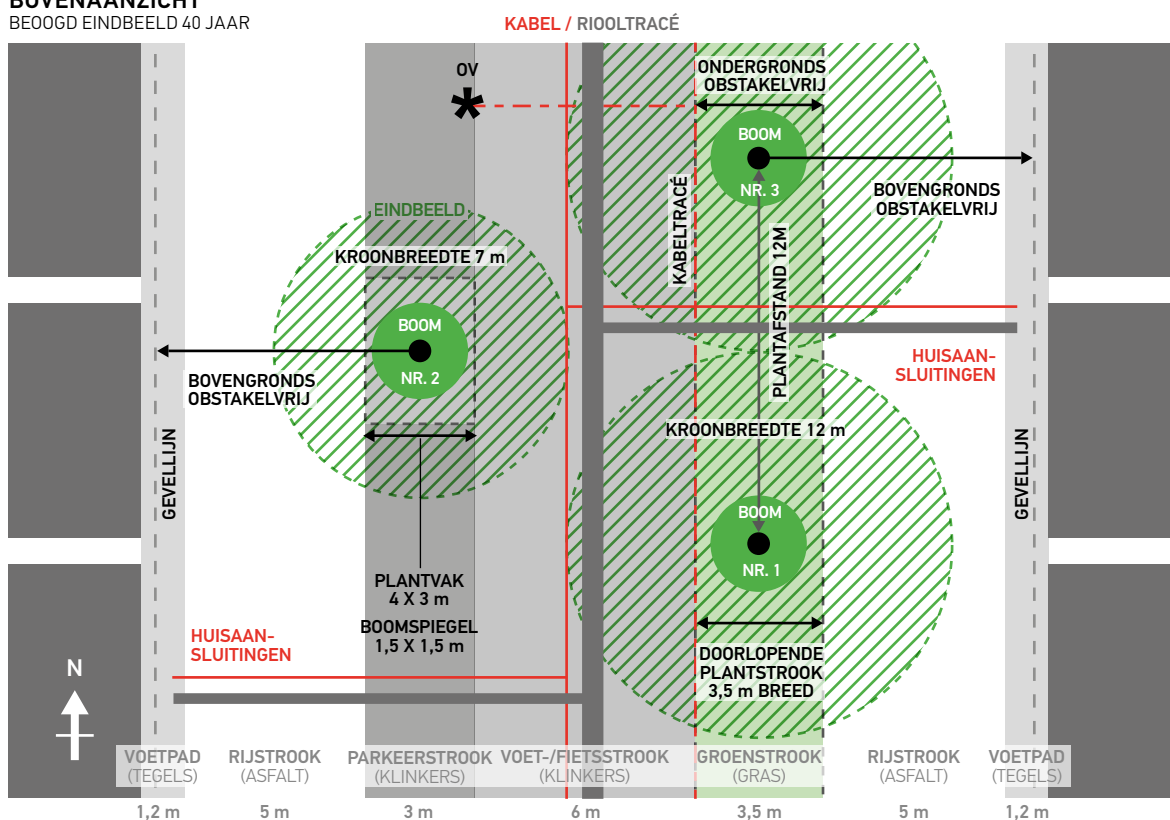 BOVENAANZICHT
BEOOGD EINDBEELD 40 JAAR
KABEL / RIOOLTRACÉ
OV
ONDERGRONDS
OBSTAKELVRIJ
BOOM
NR. 3
BOVENGRONDS
OBSTAKELVRIJ
KABELTRACÉ
PLANTAFSTAND 12M
EINDBEELD
KROONBREEDTE 7 m
BOOM
NR. 2
BOVENGRONDS
OBSTAKELVRIJ
HUISAAN-
SLUITINGEN
KROONBREEDTE 12 m
GEVELLIJN
GEVELLIJN
BOOM
NR. 1
PLANTVAK
4 X 3 m
BOOMSPIEGEL
1,5 X 1,5 m
HUISAAN-
SLUITINGEN
DOORLOPENDE
PLANTSTROOK
3,5 m BREED
N
VOETPAD
(TEGELS)
RIJSTROOK
(ASFALT)
PARKEERSTROOK
(KLINKERS)
VOET-/FIETSSTROOK
(KLINKERS)
GROENSTROOK
(GRAS)
RIJSTROOK
(ASFALT)
VOETPAD
(TEGELS)
1,2 m
5 m
3 m
6 m
3,5 m
5 m
1,2 m